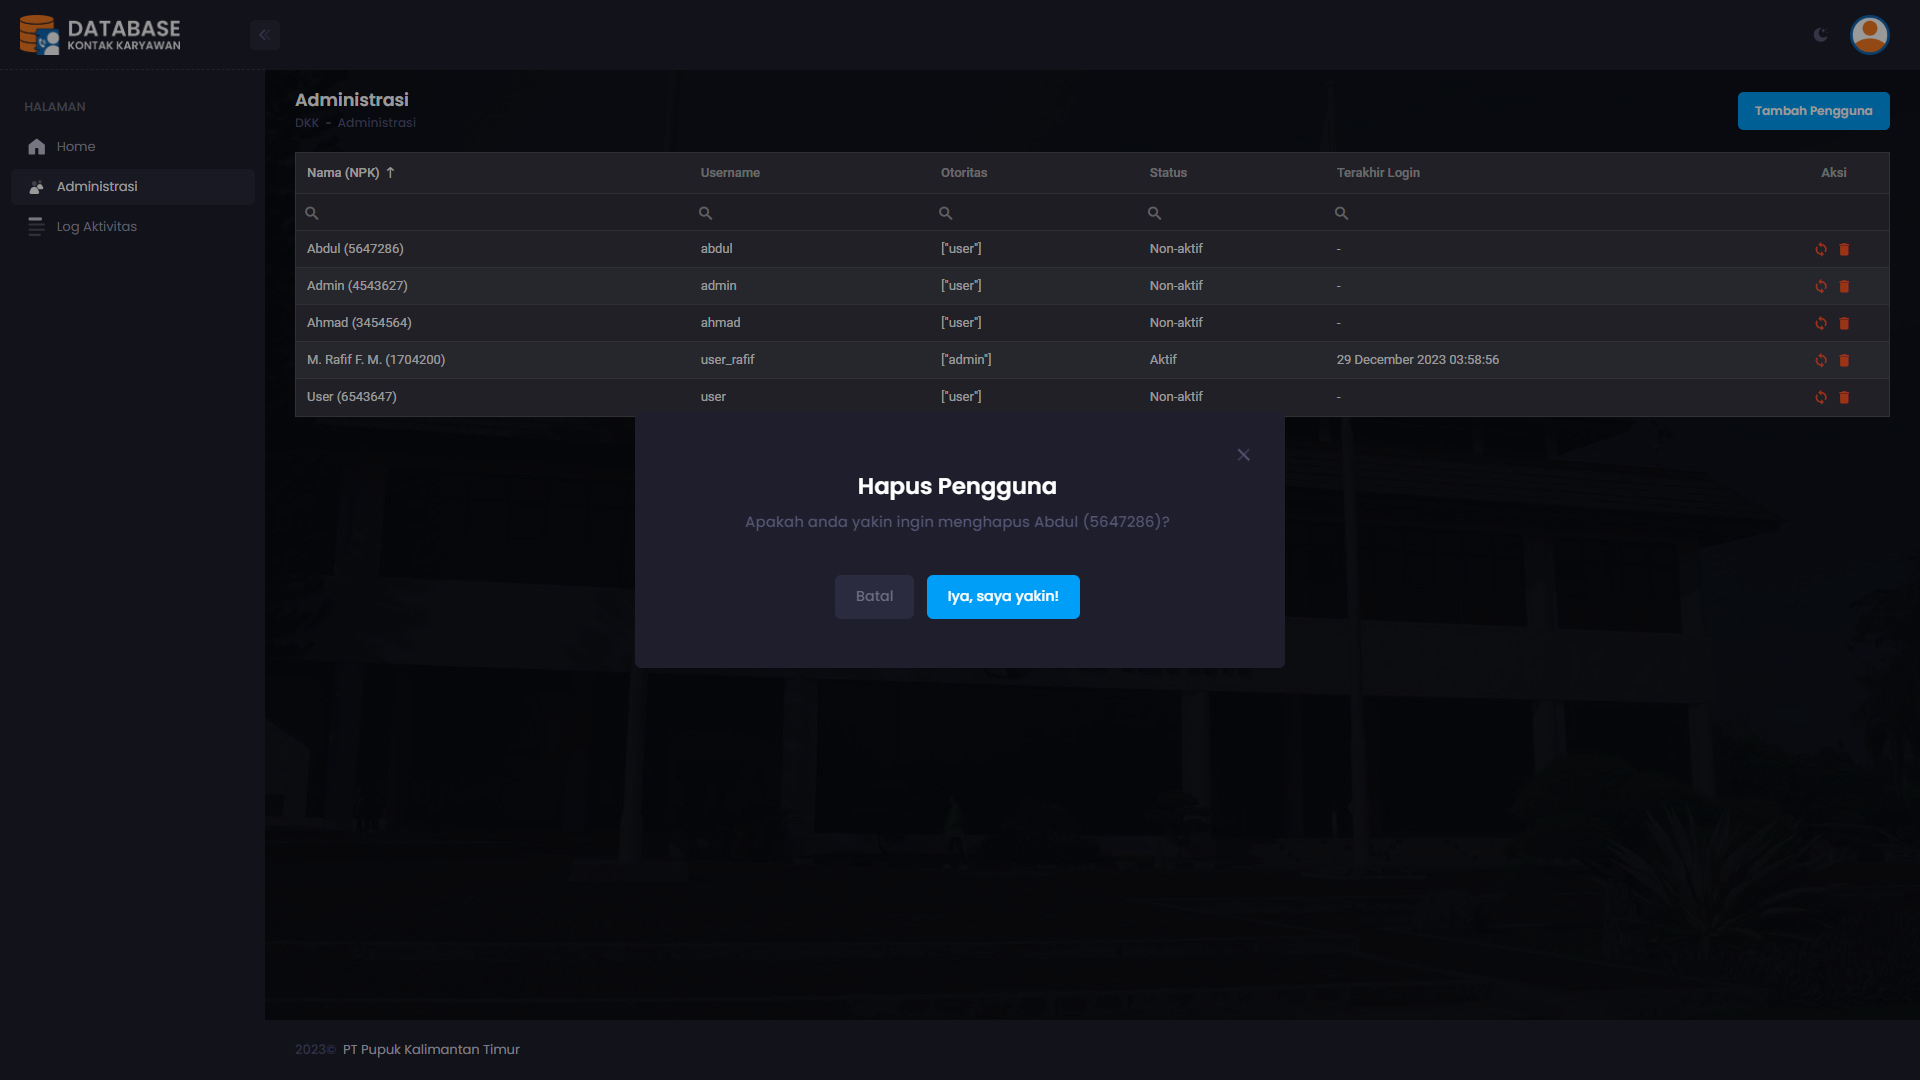 DATABASE
KONTAK KARYAWAN
HALAMAN
Home
Administrasi
Log Aktivitas
Administrasi
DKK - Administrasi
Tambah Pengguna
Nama (NPK) ↑ Username Otoritas Status Terakhir Login Aksi
Abdul (5647286) abdul ["user"] Non-aktif -
Admin (4543627) admin ["user"] Non-aktif -
Ahmad (3454564) ahmad ["user"] Non-aktif -
M. Rafif F. M. (1704200) user_rafif ["admin"] Aktif 29 December 2023 03:58:56
User (6543647) user ["user"] Non-aktif -
Hapus Pengguna
Apakah anda yakin ingin menghapus Abdul (5647286)?
Batal Iya, saya yakin!
2023© PT Pupuk Kalimantan Timur